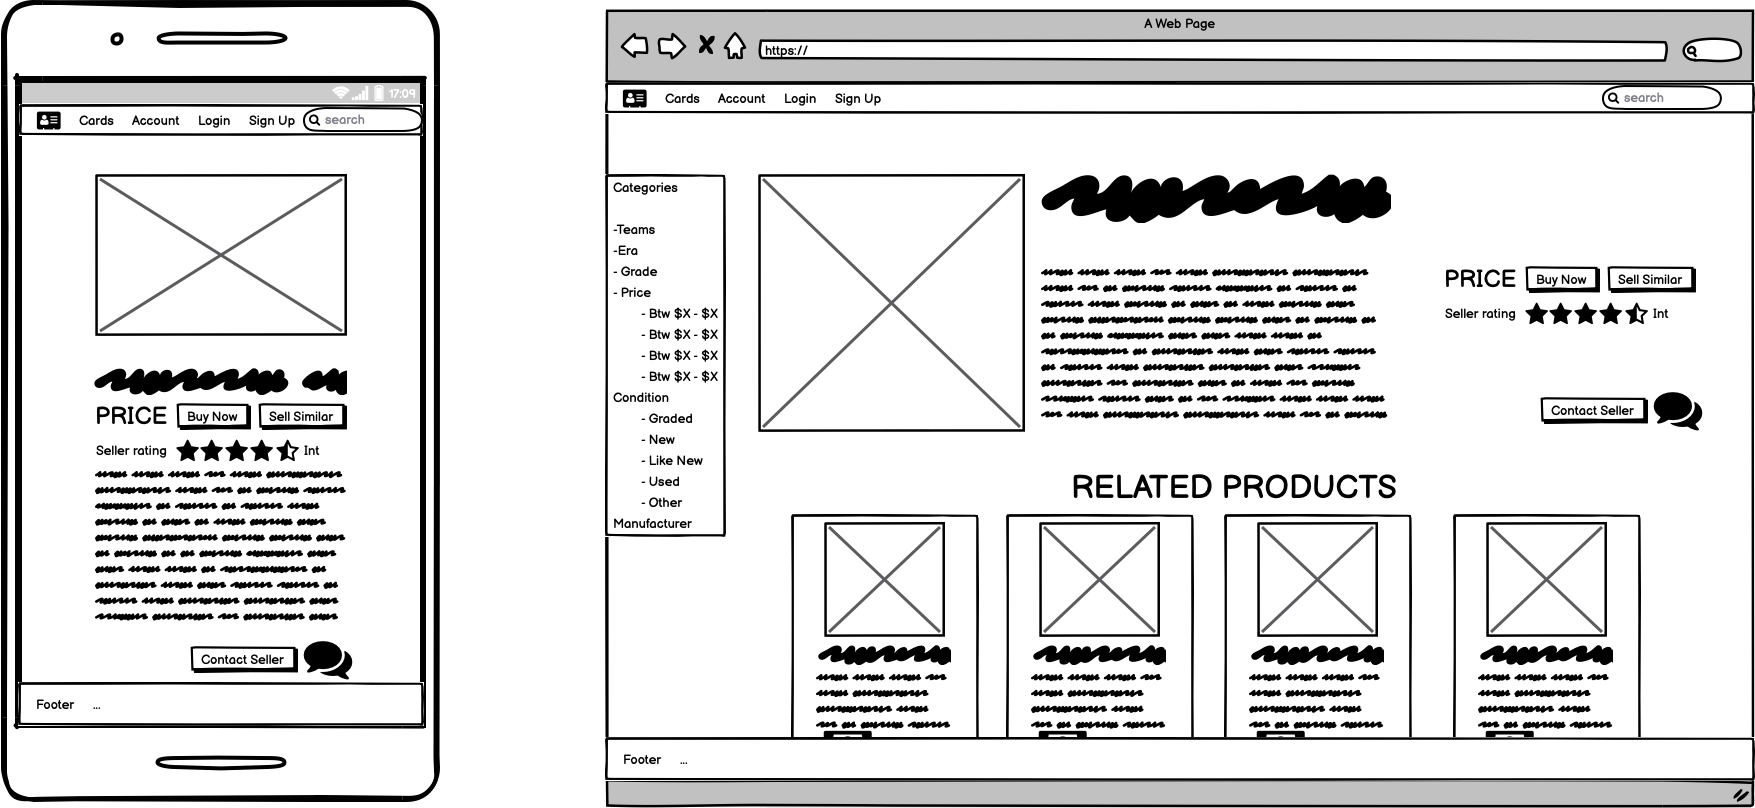 17:09
Cards Account Login Sign Up search
PRICE Buy Now Sell Similar
Seller rating Int
Contact Seller
Footer ...
A Web Page
https://
Cards Account Login Sign Up search
Categories
-Teams
-Era
- Grade
- Price
- Btw $X - $X
- Btw $X - $X
- Btw $X - $X
- Btw $X - $X
Condition
- Graded
- New
- Like New
- Used
- Other
Manufacturer
PRICE Buy Now Sell Similar
Seller rating Int
Contact Seller
RELATED PRODUCTS
Footer ...